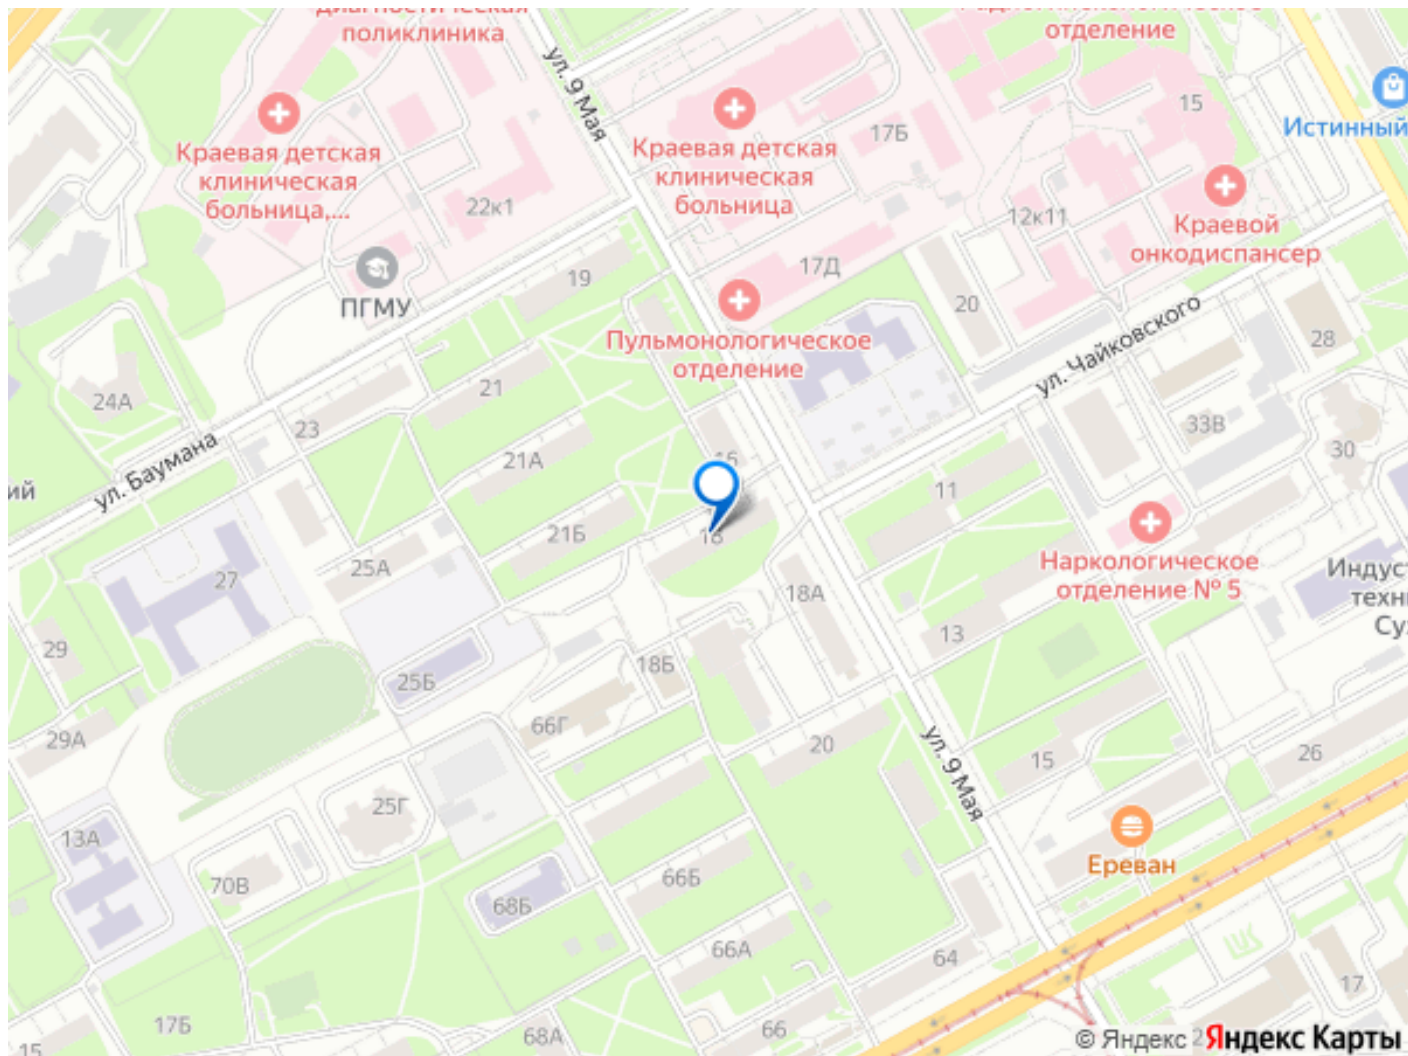 поликлиника
отделение
ул. 9 Мая
Краевая детская
клиническая
больница,...
Краевая детская
клиническая
больница
17Б
15
Истинный
22к1
12к11
Краевой
онкодиспансер
ПГМУ
19
17Д
20
Пульмонологическое
отделение
ул. Чайковского
28
24А
21
23
33В
30
ул. Баумана
21А
16
11
ий
21Б
18
25А
27
Наркологическое
отделение № 5
Индус
техн
Су
18А
13
29
18Б
25Б
66Г
29А
20
ул. 9 Мая
15
26
25Г
13А
Ереван
70В
66Б
68Б
66А
64
17
17Б
66
68А
15
© Яндекс
Яндекс Карты